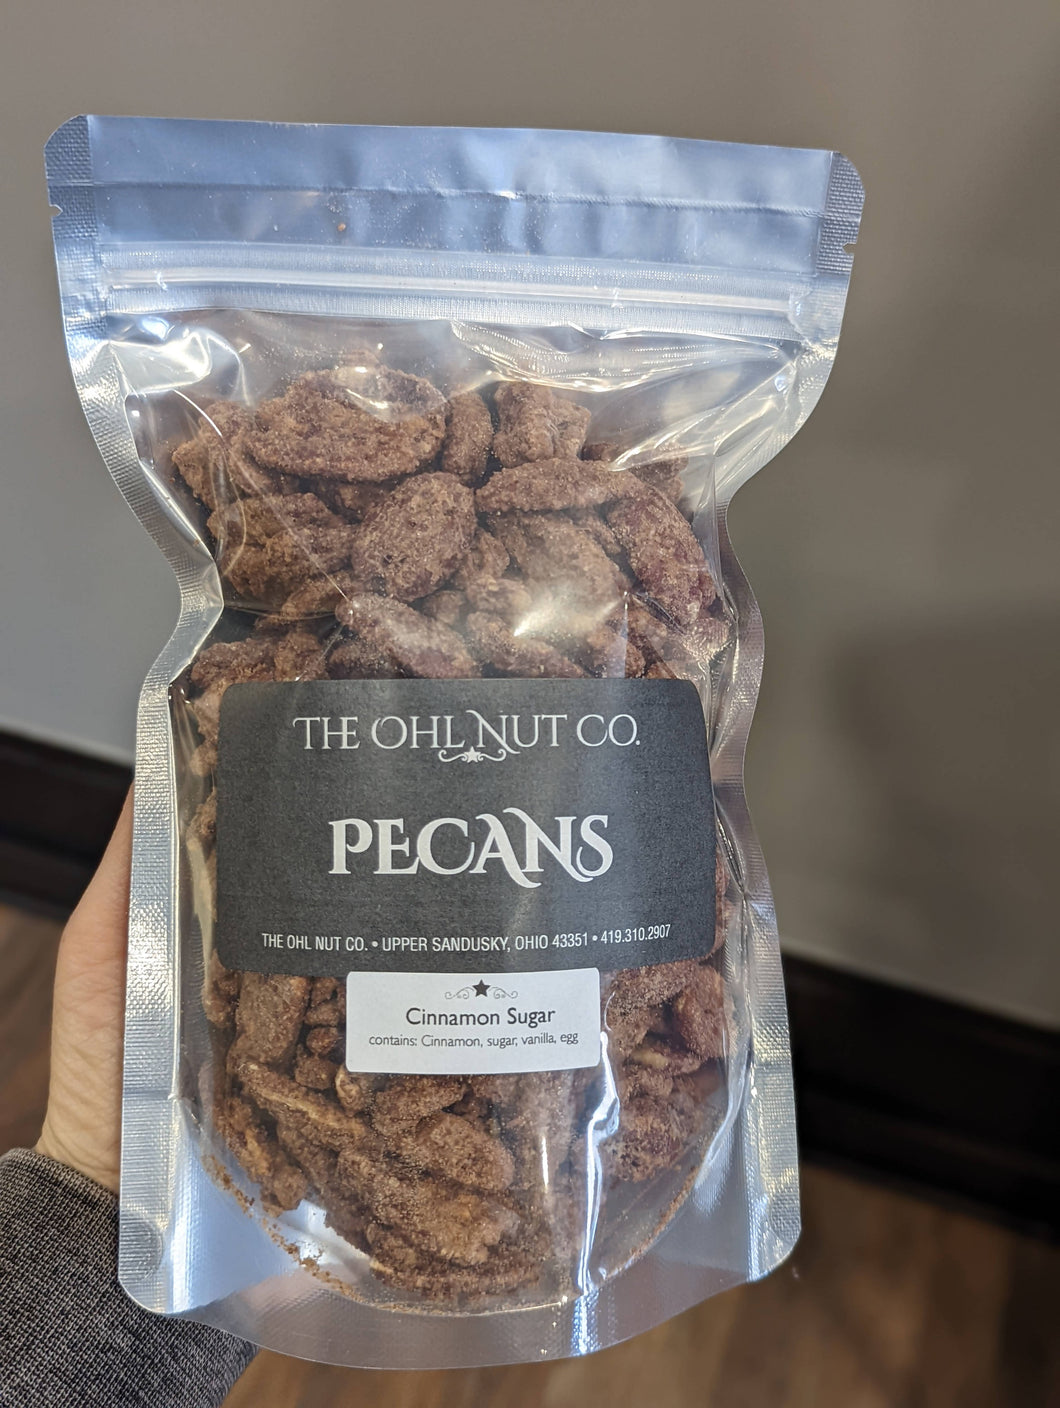 THE OHL NUT CO.
PECANS
THE OHL NUT CO. • UPPER SANDUSKY, OHIO 43351 • 419.310.2907
Cinnamon Sugar
contains: Cinnamon, sugar, vanilla, egg